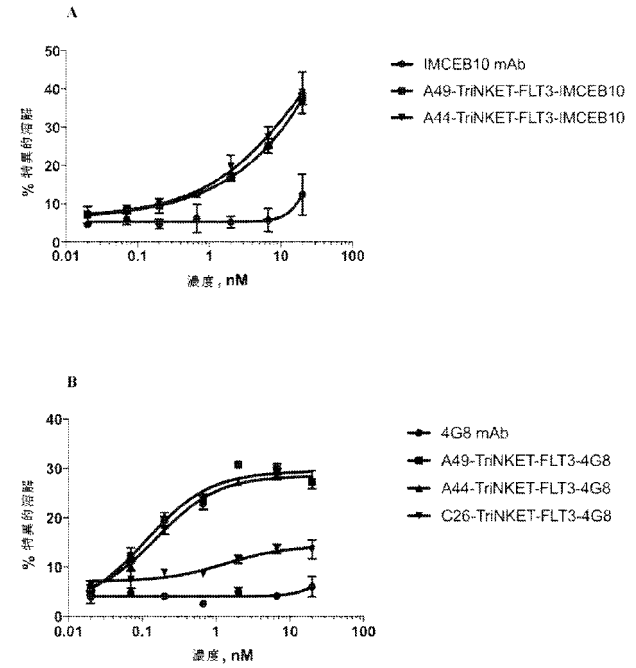 A
50
40
30
20
10
0
% 特異的溶解
0.01 0.1 1 10 100
濃度, nM
IMCEB10 mAb
A49-TriNKET-FLT3-IMCEB10
A44-TriNKET-FLT3-IMCEB10
B
40
30
20
10
0
% 特異的溶解
0.01 0.1 1 10 100
濃度, nM
4G8 mAb
A49-TriNKET-FLT3-4G8
A44-TriNKET-FLT3-4G8
C26-TriNKET-FLT3-4G8